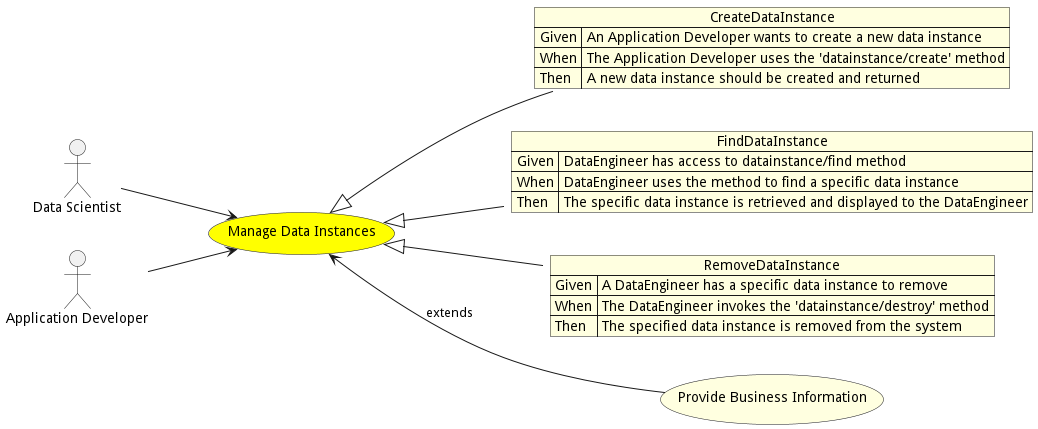 CreateDataInstance
Given An Application Developer wants to create a new data instance
When The Application Developer uses the 'datainstance/create' method
Then A new data instance should be created and returned
FindDataInstance
Given DataEngineer has access to datainstance/find method
When DataEngineer uses the method to find a specific data instance
Then The specific data instance is retrieved and displayed to the DataEngineer
Data Scientist
Manage Data Instances
Application Developer
RemoveDataInstance
Given A DataEngineer has a specific data instance to remove
When The DataEngineer invokes the 'datainstance/destroy' method
Then The specified data instance is removed from the system
extends
Provide Business Information